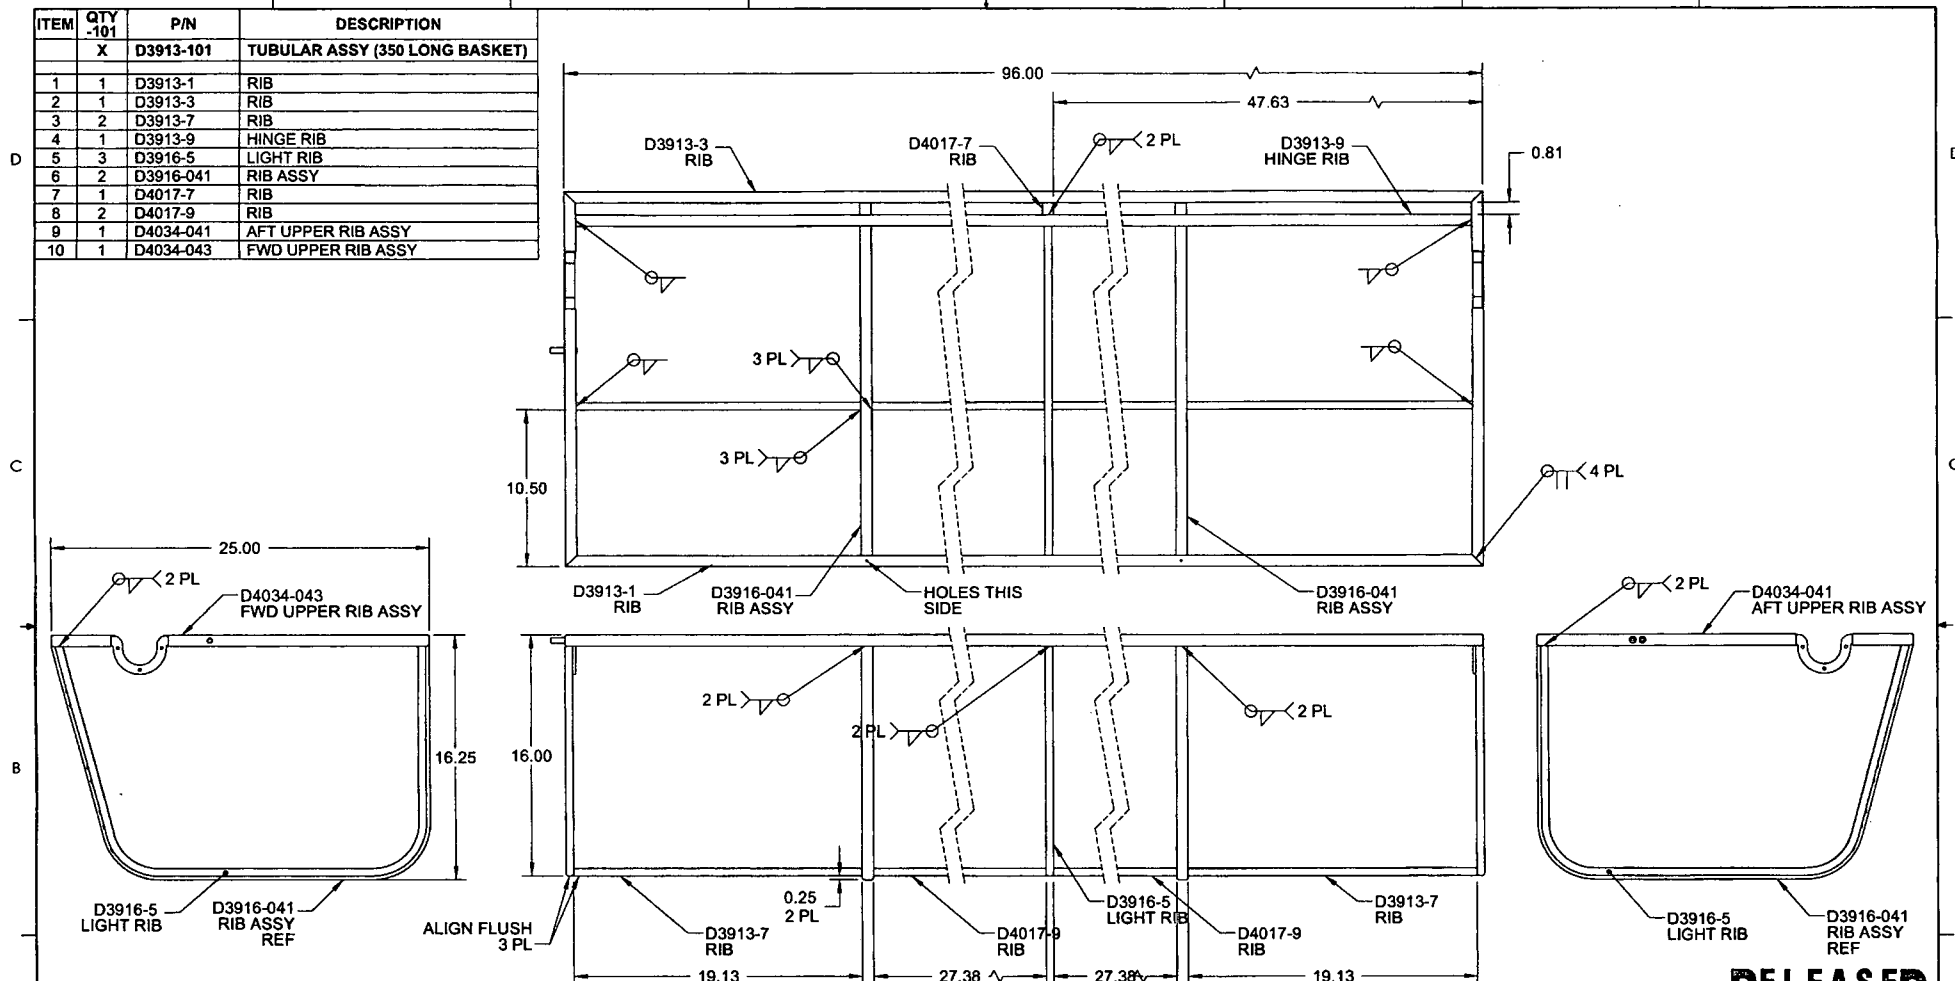 ITEM QTY -101 P/N DESCRIPTION
X D3913-101 TUBULAR ASSY (350 LONG BASKET)
1 1 D3913-1 RIB
2 1 D3913-3 RIB
3 2 D3913-7 RIB
4 1 D3913-9 HINGE RIB
5 3 D3916-5 LIGHT RIB
6 2 D3916-041 RIB ASSY
7 1 D4017-7 RIB
8 2 D4017-9 RIB
9 1 D4034-041 AFT UPPER RIB ASSY
10 1 D4034-043 FWD UPPER RIB ASSY
96.00
47.63
D3913-3
RIB
D4017-7
RIB
2 PL
D3913-9
HINGE RIB
0.81
D
3 PL
3 PL
C
10.50
4 PL
D3913-1
RIB
D3916-041
RIB ASSY
HOLES THIS
SIDE
D3916-041
RIB ASSY
25.00
2 PL
D4034-043
FWD UPPER RIB ASSY
16.25
D3916-5
LIGHT RIB
D3916-041
RIB ASSY
REF
B
16.00
2 PL
2 PL
2 PL
0.25
2 PL
ALIGN FLUSH
3 PL
D3913-7
RIB
D4017-9
RIB
D3916-5
LIGHT RIB
D4017-9
RIB
D3913-7
RIB
19.13
27.38
27.38
19.13
2 PL
D4034-041
AFT UPPER RIB ASSY
D3916-5
LIGHT RIB
D3916-041
RIB ASSY
REF
RELEASED